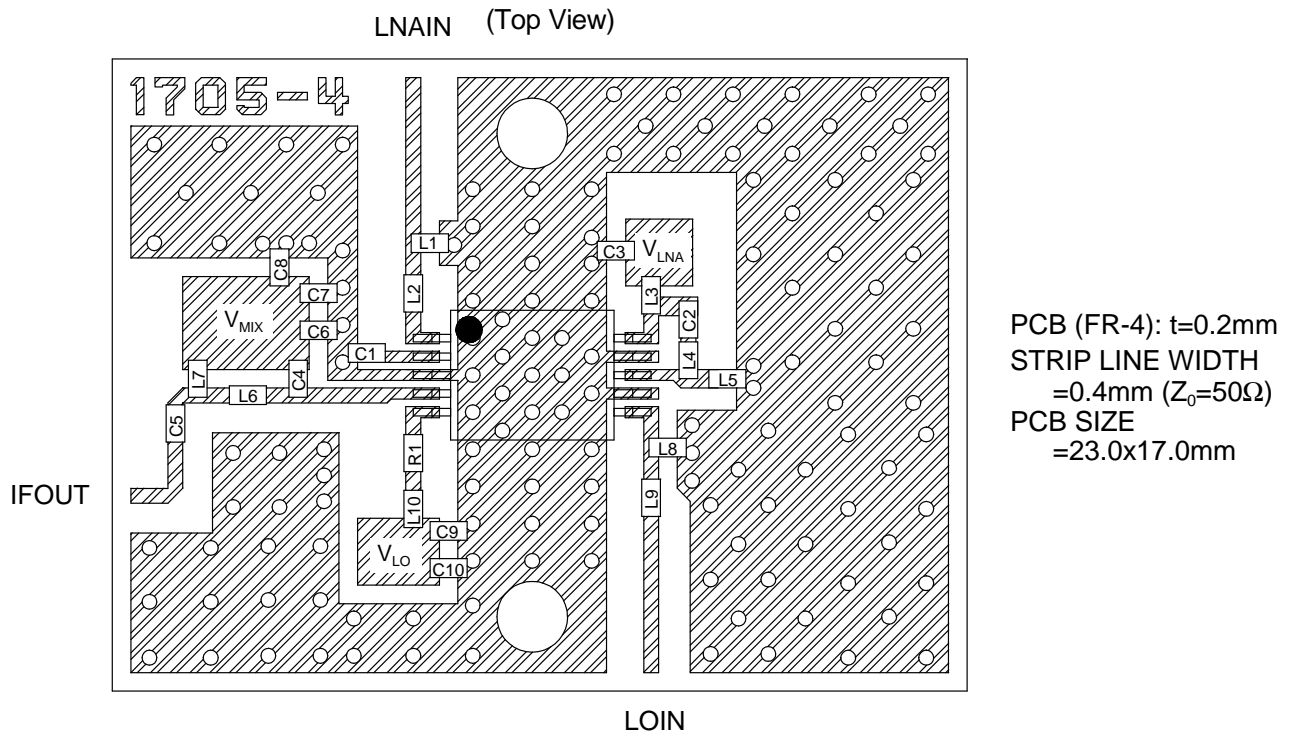 LNAIN (Top View)
1705-4
L1
C3
VLNA
C8
C7
L2
L3
VMIX
C6
C2
C1
L4
L7
C4
L5
L6
C5
R1
L8
IFOUT
L10
L9
C9
VLO
C10
LOIN
PCB (FR-4): t=0.2mm
STRIP LINE WIDTH
=0.4mm (Z0=50Ω)
PCB SIZE
=23.0x17.0mm